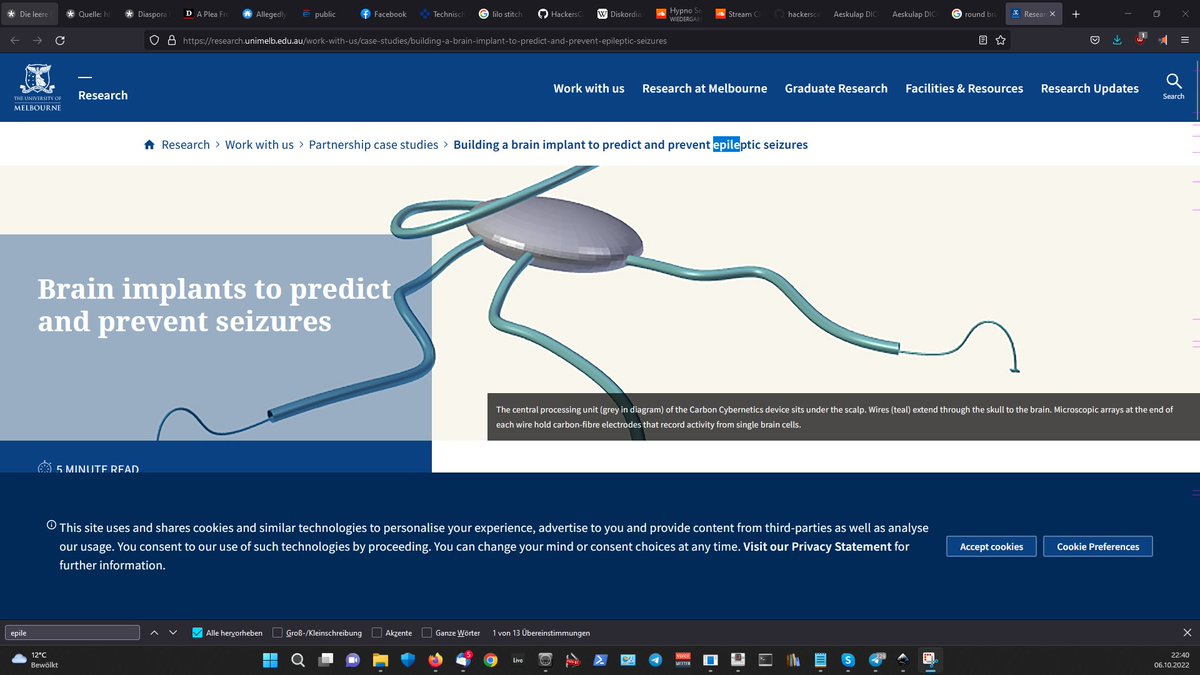 Die leere
Quelle: h
Diaspora
A Plea Fr
Allegedly
public
Facebook
Technisch
lilo stitch
HackersG
Diskordia
Hypno S
WIEDERGAB
Stream G
hackersc
Aeskulap DIC
Aeskulap DIC
round br
Resear
https://research.unimelb.edu.au/work-with-us/case-studies/building-a-brain-implant-to-predict-and-prevent-epileptic-seizures
THE UNIVERSITY OF
MELBOURNE
Research
Work with us
Research at Melbourne
Graduate Research
Facilities & Resources
Research Updates
Search
Research > Work with us > Partnership case studies > Building a brain implant to predict and prevent epileptic seizures
Brain implants to predict
and prevent seizures
The central processing unit (grey in diagram) of the Carbon Cybernetics device sits under the scalp. Wires (teal) extend through the skull to the brain. Microscopic arrays at the end of
each wire hold carbon-fibre electrodes that record activity from single brain cells.
5 MINUTE READ
This site uses and shares cookies and similar technologies to personalise your experience, advertise to you and provide content from third-parties as well as analyse
our usage. You consent to our use of such technologies by proceeding. You can change your mind or consent choices at any time. Visit our Privacy Statement for
further information.
Accept cookies
Cookie Preferences
epile
Alle hervorheben
Groß-/Kleinschreibung
Akzente
Ganze Wörter
1 von 13 Übereinstimmungen
12°C
Bewölkt
Live
22:40
06.10.2022